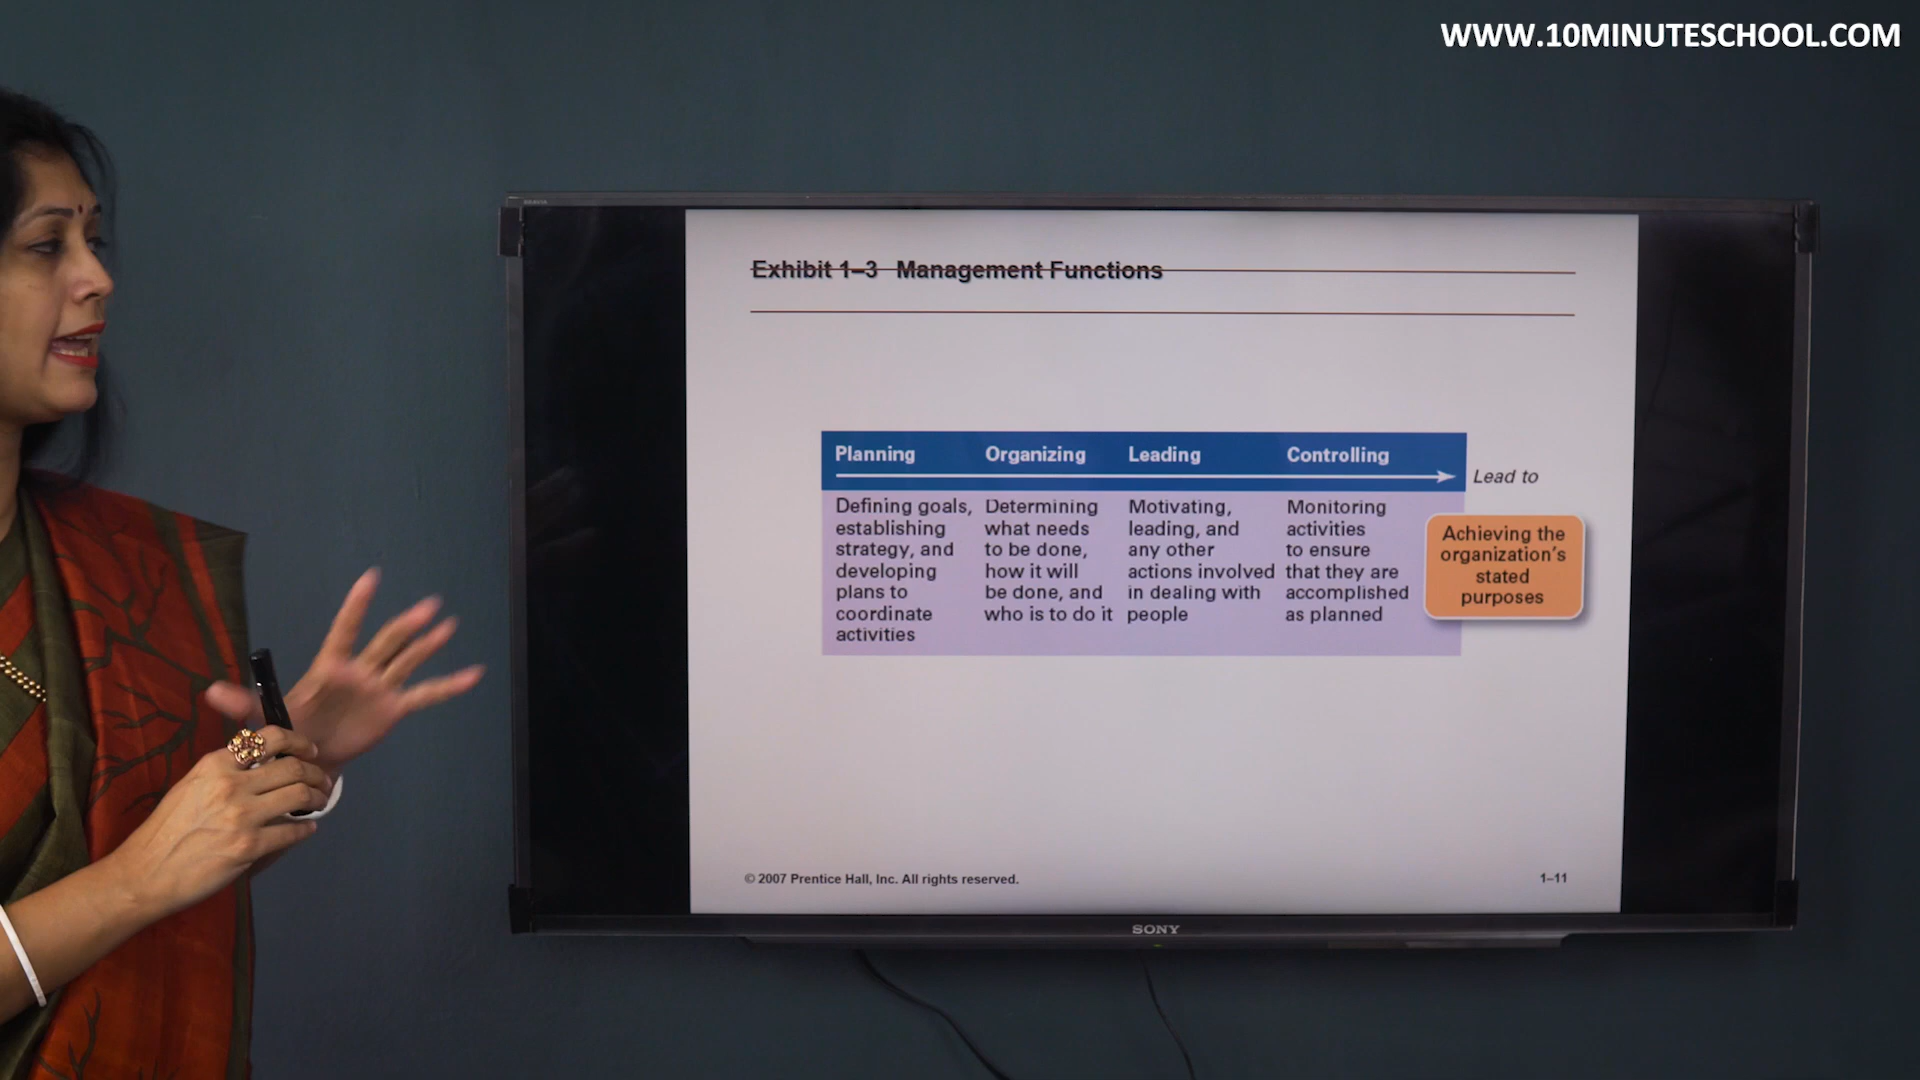 WWW.10MINUTESCHOOL.COM
BRAVIA
Exhibit 1–3 Management Functions
Planning
Organizing
Leading
Controlling
Lead to
Defining goals,
establishing
strategy, and
developing
plans to
coordinate
activities
Determining
what needs
to be done,
how it will
be done, and
who is to do it
Motivating,
leading, and
any other
actions involved
in dealing with
people
Monitoring
activities
to ensure
that they are
accomplished
as planned
Achieving the
organization's
stated
purposes
© 2007 Prentice Hall, Inc. All rights reserved.
1–11
SONY